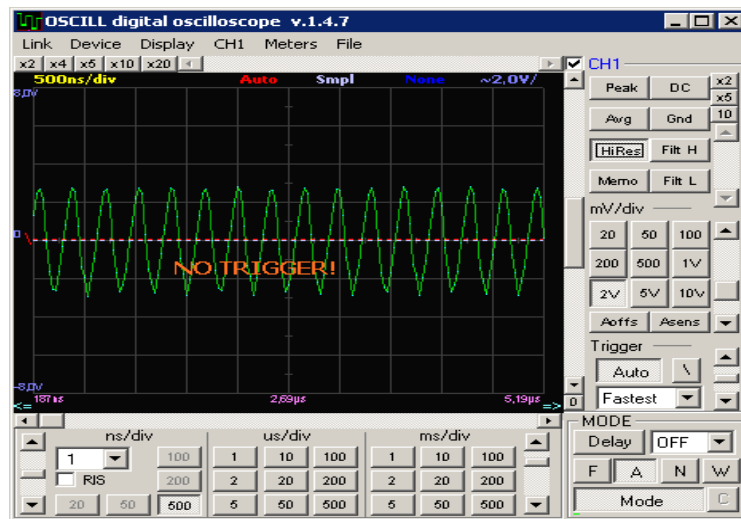 OSCILL digital oscilloscope v.1.4.7
Link Device Display CH1 Meters File
x2 x4 x5 x10 x20 CH1
500ns/div Auto Smpl None ~2,0V/
8,0V
Peak DC x2
x5
Avg Gnd 10
HiRes Filt H
Memo Filt L
mV/div
20 50 100
0
NO TRIGGER!
200 500 1V
2V 5V 10V
Aoffs Asens
Trigger
Auto \
-8,0V
<= 187ns 2,69µs 5,19µs => 0
Fastest
ns/div us/div ms/div
MODE
Delay OFF
1 100 1 10 100 1 10 100
RIS 200 2 20 200 2 20 200
F A N W
20 50 500 5 50 500 5 50 500
Mode C